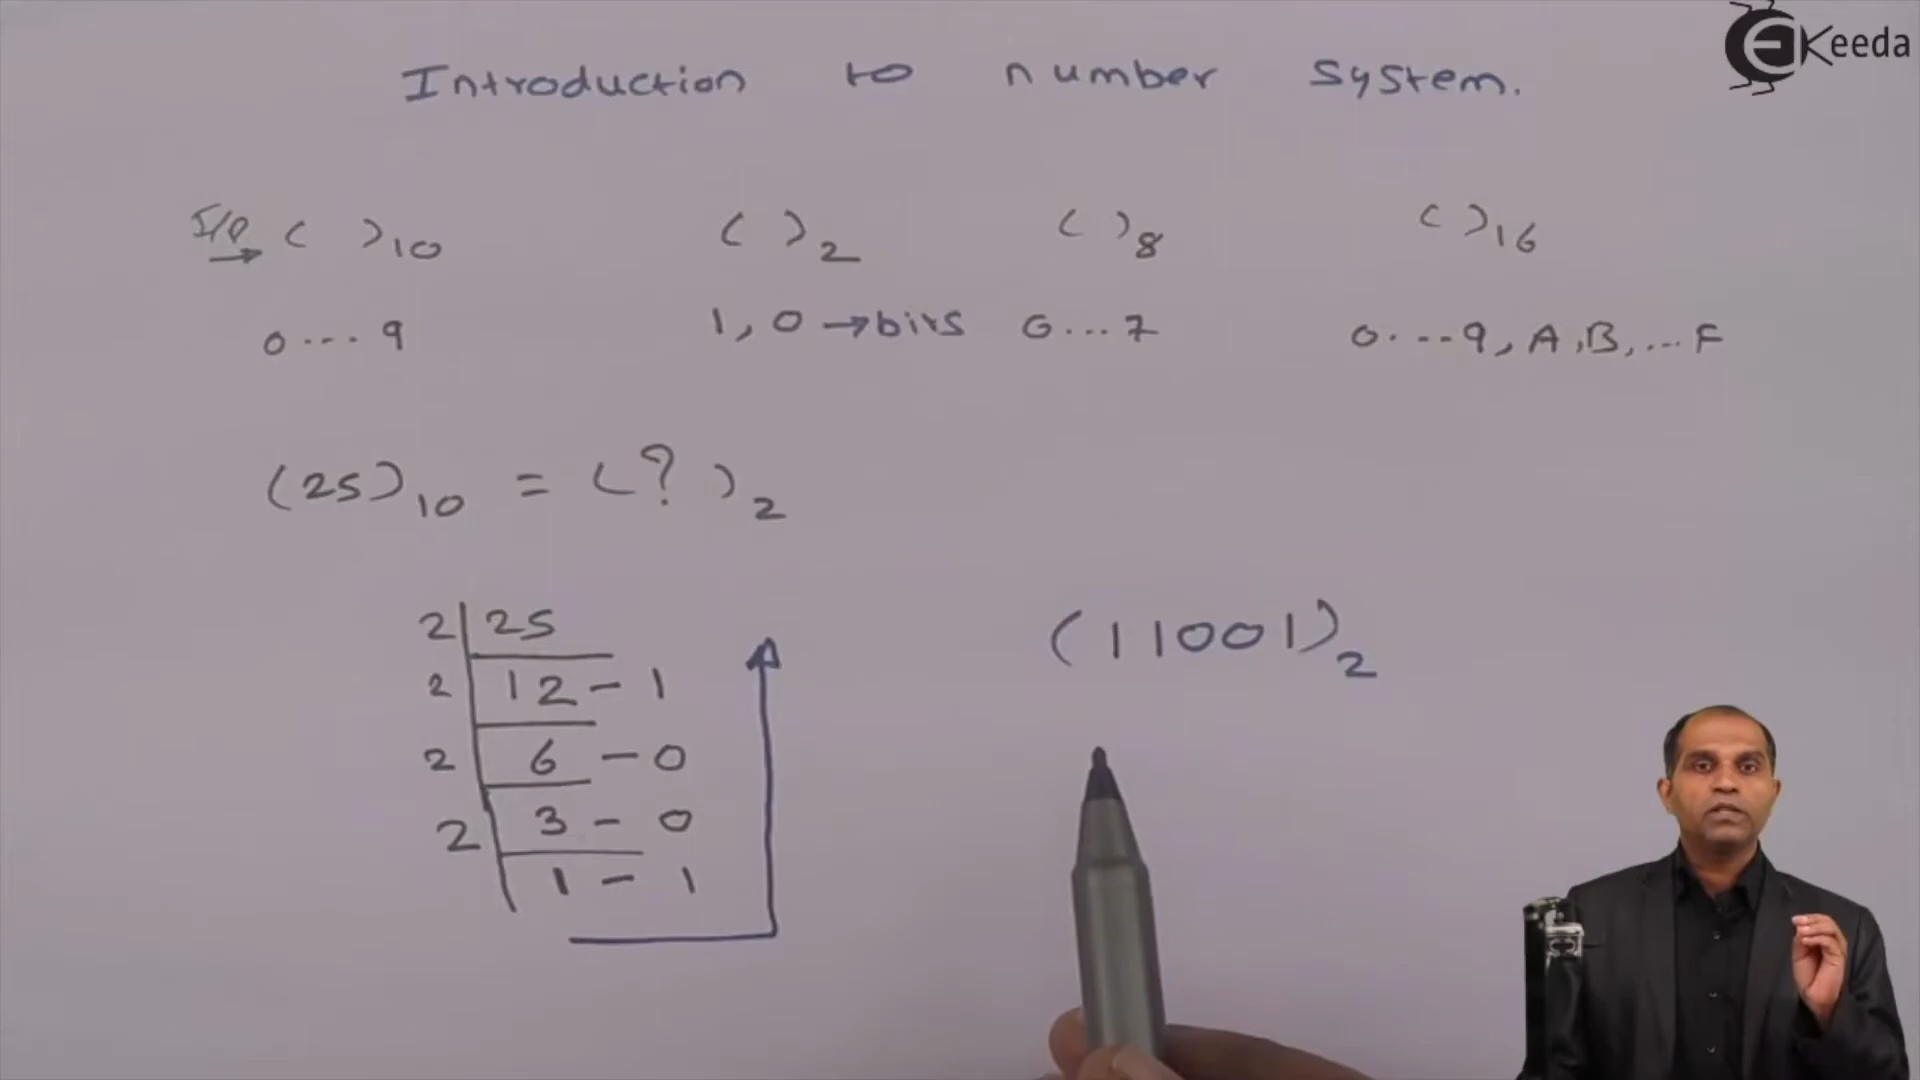 Introduction to number system.
EKeeda
I/P → ( )10 ( )2 ( )8 ( )16
0 --- 9 1, 0 → bits 0...7 0. --9, A, B, ... F
(25)10 = (?)2
2 25
2 12 - 1
2 6 - 0
2 3 - 0
1 - 1
(11001)2